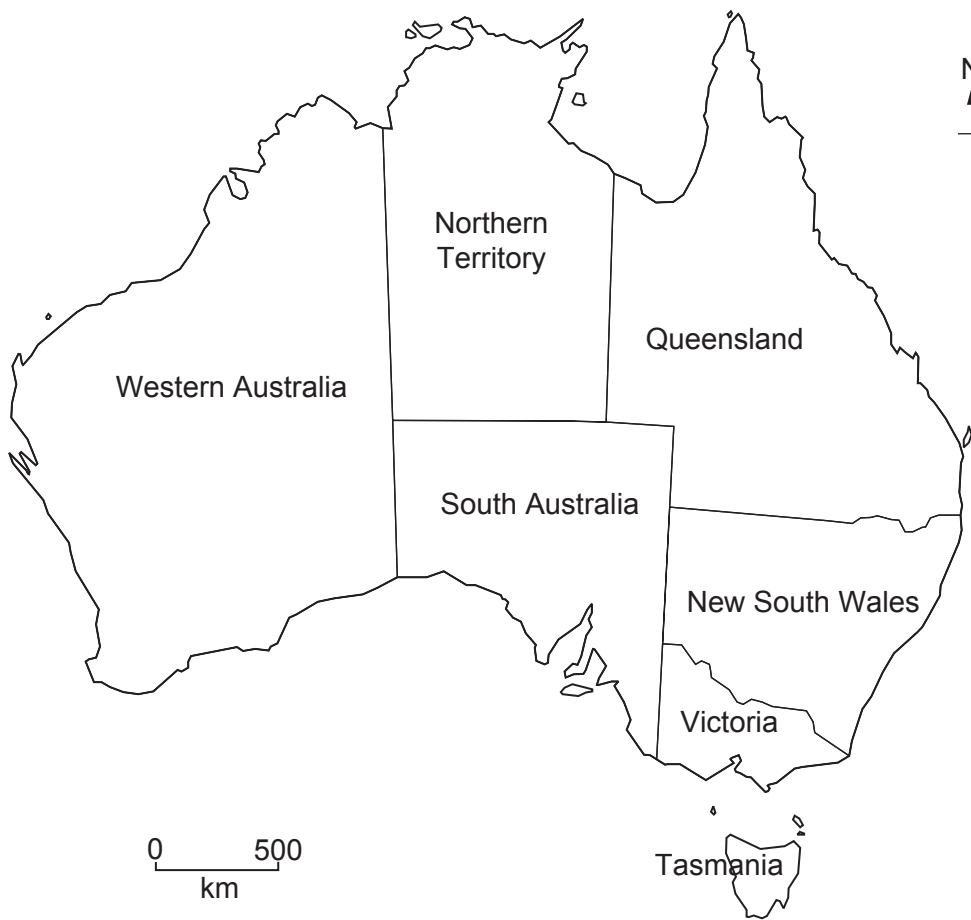 N
Northern
Territory
Queensland
Western Australia
South Australia
New South Wales
Victoria
Tasmania
0 500
km